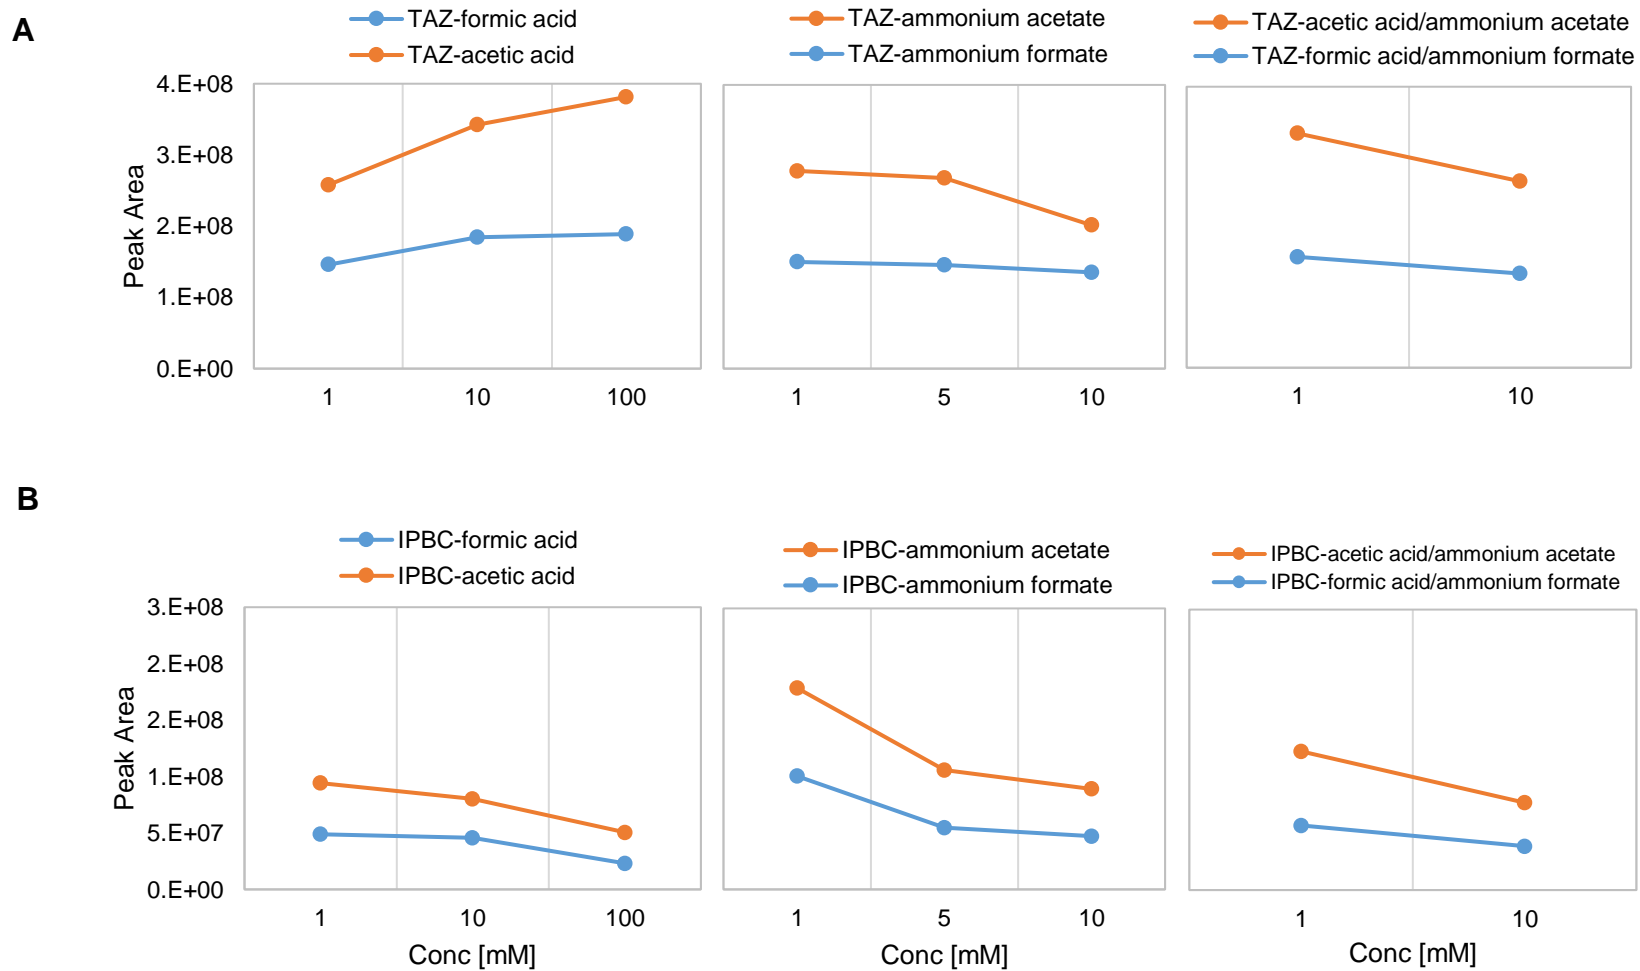 A
TAZ-formic acid
TAZ-acetic acid
TAZ-ammonium acetate
TAZ-ammonium formate
TAZ-acetic acid/ammonium acetate
TAZ-formic acid/ammonium formate
Peak Area
4.E+08
3.E+08
2.E+08
1.E+08
0.E+00
1 10 100
1 5 10
1 10
B
IPBC-formic acid
IPBC-acetic acid
IPBC-ammonium acetate
IPBC-ammonium formate
IPBC-acetic acid/ammonium acetate
IPBC-formic acid/ammonium formate
Peak Area
3.E+08
2.E+08
2.E+08
1.E+08
5.E+07
0.E+00
1 10 100
1 5 10
1 10
Conc [mM]
Conc [mM]
Conc [mM]